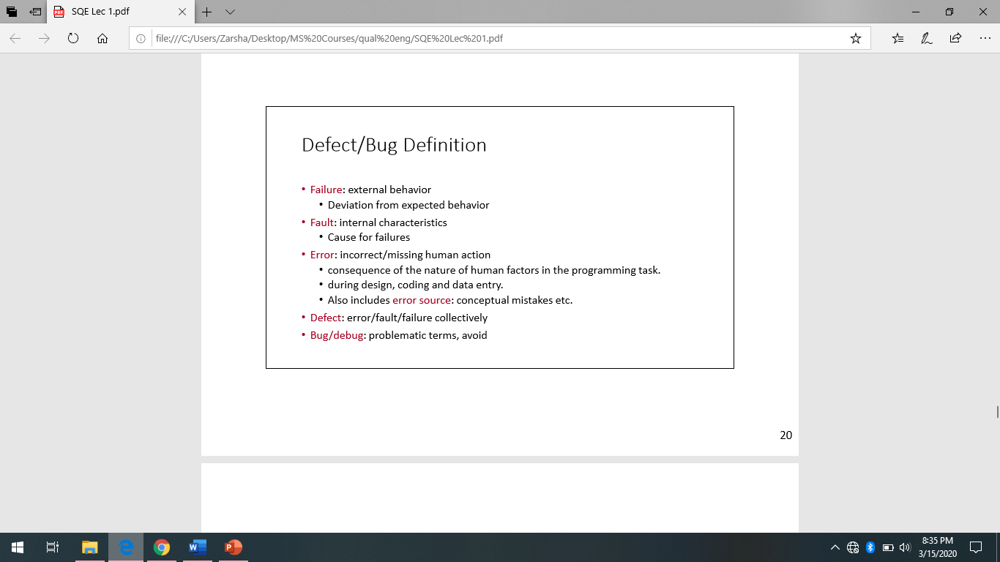 SQE Lec 1.pdf
file:///C:/Users/Zarsha/Desktop/MS%20Courses/qual%20eng/SQE%20Lec%201.pdf
Defect/Bug Definition
• Failure: external behavior
• Deviation from expected behavior
• Fault: internal characteristics
• Cause for failures
• Error: incorrect/missing human action
• consequence of the nature of human factors in the programming task.
• during design, coding and data entry.
• Also includes error source: conceptual mistakes etc.
• Defect: error/fault/failure collectively
• Bug/debug: problematic terms, avoid
20
8:35 PM
3/15/2020